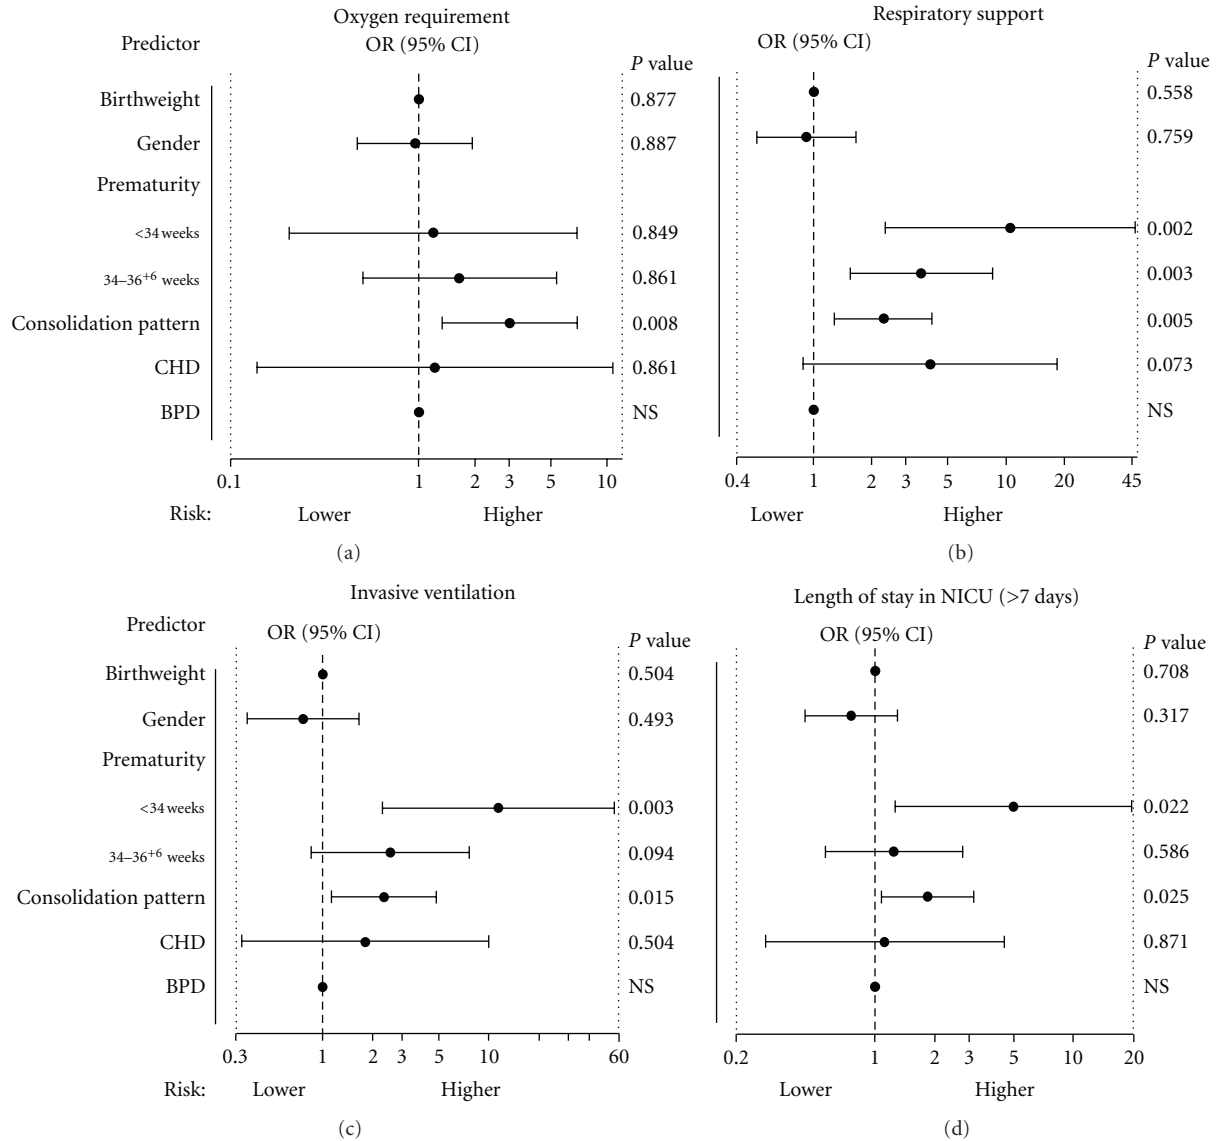 Oxygen requirement
Predictor
OR (95% CI)
P value
Birthweight
0.877
Gender
0.887
Prematurity
<34 weeks
0.849
34–36+6 weeks
0.861
Consolidation pattern
0.008
CHD
0.861
BPD
NS
0.1 1 2 3 5 10
Risk: Lower Higher
(a)
Respiratory support
OR (95% CI)
P value
0.558
0.759
0.002
0.003
0.005
0.073
NS
0.4 1 2 3 5 10 20 45
Lower Higher
(b)
Invasive ventilation
Predictor
OR (95% CI)
P value
Birthweight
0.504
Gender
0.493
Prematurity
<34 weeks
0.003
34–36+6 weeks
0.094
Consolidation pattern
0.015
CHD
0.504
BPD
NS
0.3 1 2 3 5 10 60
Risk: Lower Higher
(c)
Length of stay in NICU (>7 days)
OR (95% CI)
P value
0.708
0.317
0.022
0.586
0.025
0.871
NS
0.2 1 2 3 5 10 20
Lower Higher
(d)